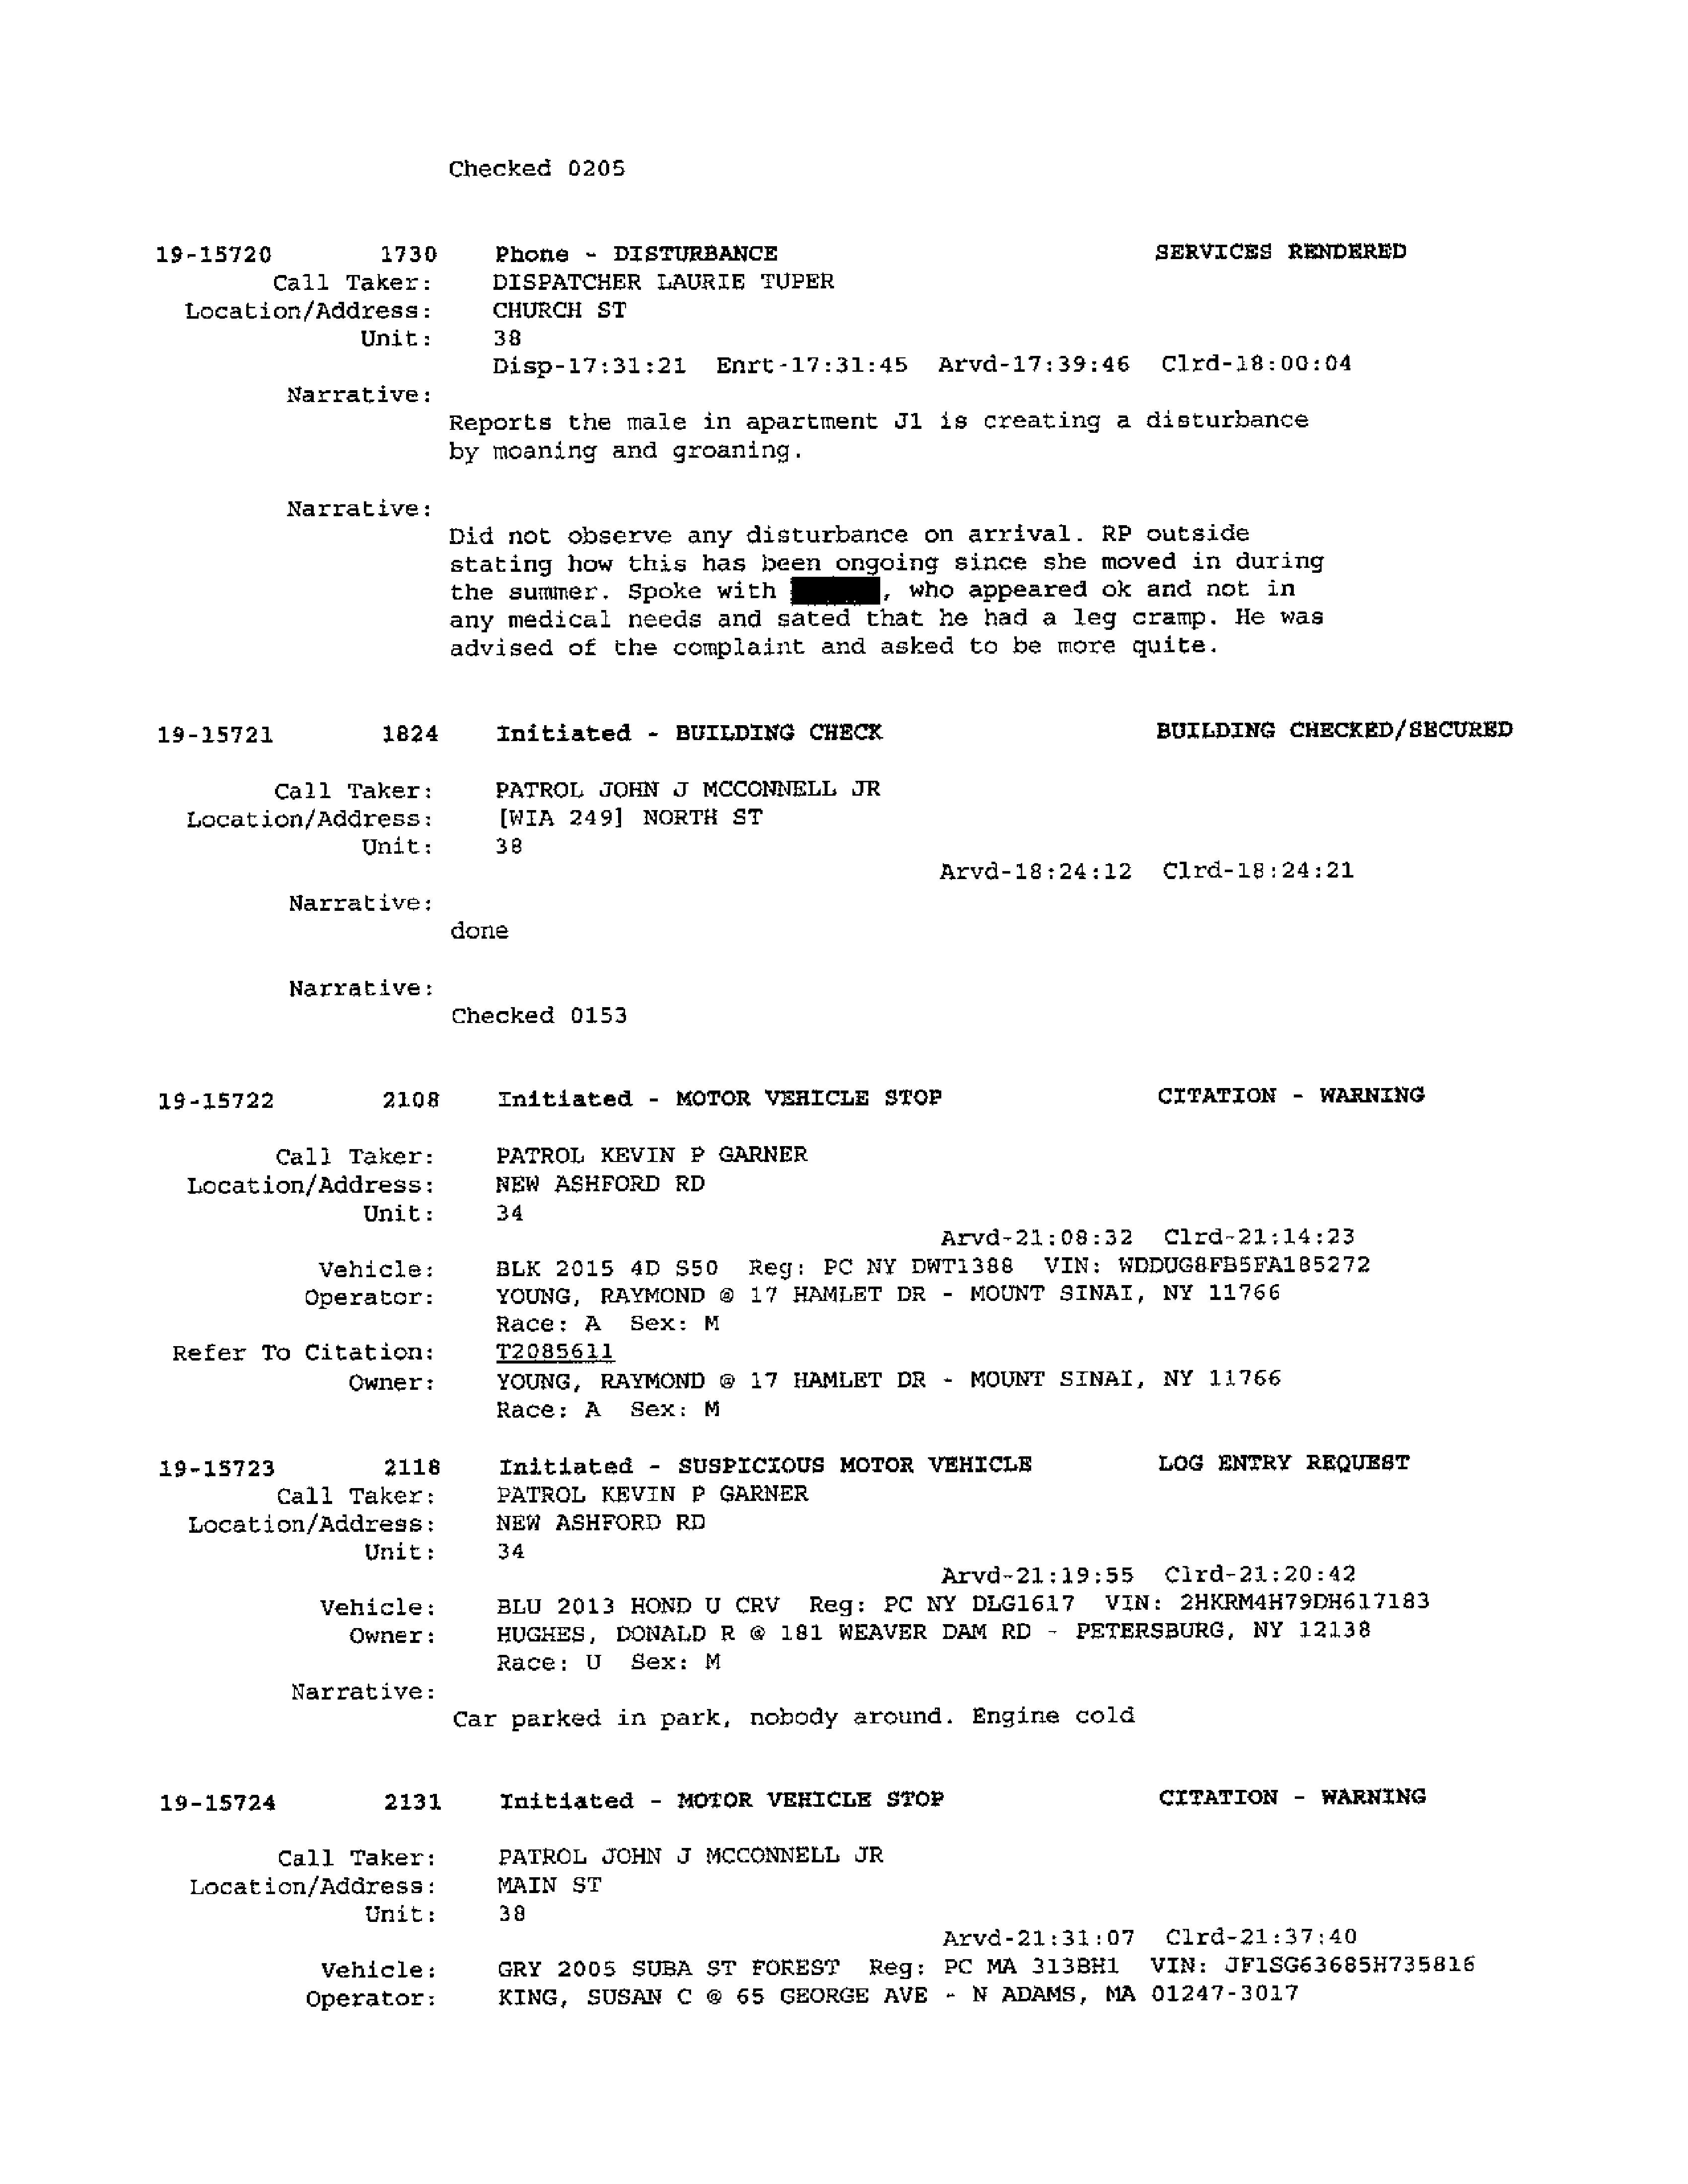 Checked 0205
19-15720 1730 Phone - DISTURBANCE SERVICES RENDERED
Call Taker: DISPATCHER LAURIE TUPER
Location/Address: CHURCH ST
Unit: 38
Disp-17:31:21 Enrt-17:31:45 Arvd-17:39:46 Clrd-18:00:04
Narrative:
Reports the male in apartment J1 is creating a disturbance
by moaning and groaning.
Narrative:
Did not observe any disturbance on arrival. RP outside
stating how this has been ongoing since she moved in during
the summer. Spoke with , who appeared ok and not in
any medical needs and sated that he had a leg cramp. He was
advised of the complaint and asked to be more quite.
19-15721 1824 Initiated - BUILDING CHECK BUILDING CHECKED/SECURED
Call Taker: PATROL JOHN J MCCONNELL JR
Location/Address: [WIA 249] NORTH ST
Unit: 38
Arvd-18:24:12 Clrd-18:24:21
Narrative:
done
Narrative:
Checked 0153
19-15722 2108 Initiated - MOTOR VEHICLE STOP CITATION - WARNING
Call Taker: PATROL KEVIN P GARNER
Location/Address: NEW ASHFORD RD
Unit: 34
Arvd-21:08:32 Clrd-21:14:23
Vehicle: BLK 2015 4D S50 Reg: PC NY DWT1388 VIN: WDDUG8FB5FA185272
Operator: YOUNG, RAYMOND @ 17 HAMLET DR - MOUNT SINAI, NY 11766
Race: A Sex: M
Refer To Citation: T2085611
Owner: YOUNG, RAYMOND @ 17 HAMLET DR - MOUNT SINAI, NY 11766
Race: A Sex: M
19-15723 2118 Initiated - SUSPICIOUS MOTOR VEHICLE LOG ENTRY REQUEST
Call Taker: PATROL KEVIN P GARNER
Location/Address: NEW ASHFORD RD
Unit: 34
Arvd-21:19:55 Clrd-21:20:42
Vehicle: BLU 2013 HOND U CRV Reg: PC NY DLG1617 VIN: 2HKRM4H79DH617183
Owner: HUGHES, DONALD R @ 181 WEAVER DAM RD - PETERSBURG, NY 12138
Race: U Sex: M
Narrative:
Car parked in park, nobody around. Engine cold
19-15724 2131 Initiated - MOTOR VEHICLE STOP CITATION - WARNING
Call Taker: PATROL JOHN J MCCONNELL JR
Location/Address: MAIN ST
Unit: 38
Arvd-21:31:07 Clrd-21:37:40
Vehicle: GRY 2005 SUBA ST FOREST Reg: PC MA 313BH1 VIN: JF1SG63685H735816
Operator: KING, SUSAN C @ 65 GEORGE AVE - N ADAMS, MA 01247-3017